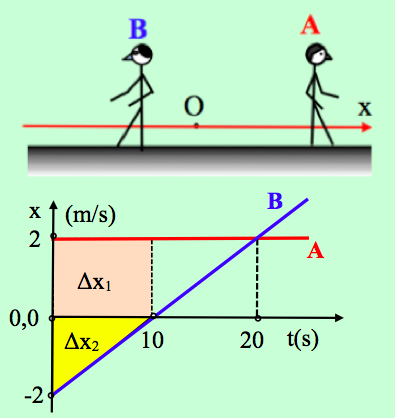 B A
O x
x (m/s) B
2 A
Δx₁
0,0
Δx₂ 10 20 t(s)
-2